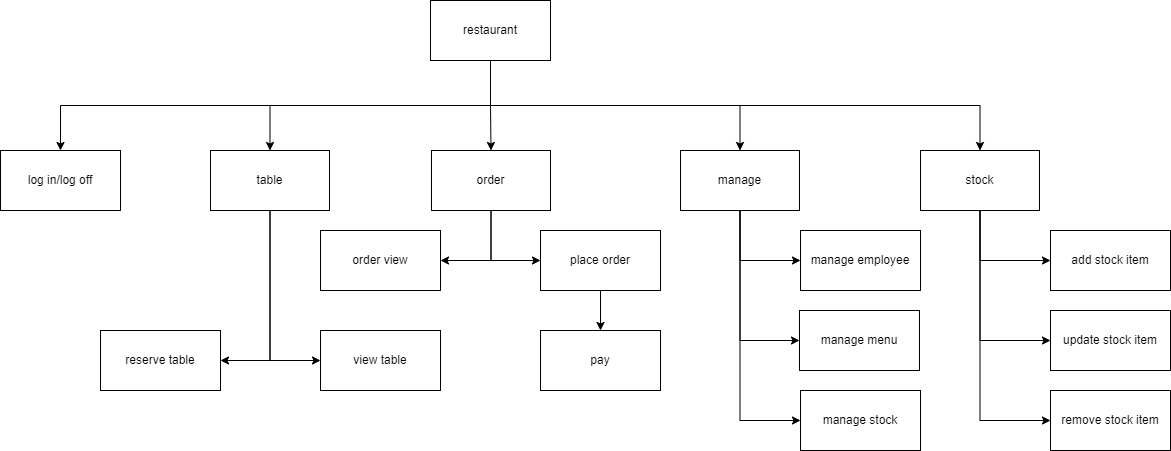 restaurant
log in/log off
table
order
manage
stock
order view
place order
manage employee
add stock item
manage menu
update stock item
reserve table
view table
pay
manage stock
remove stock item